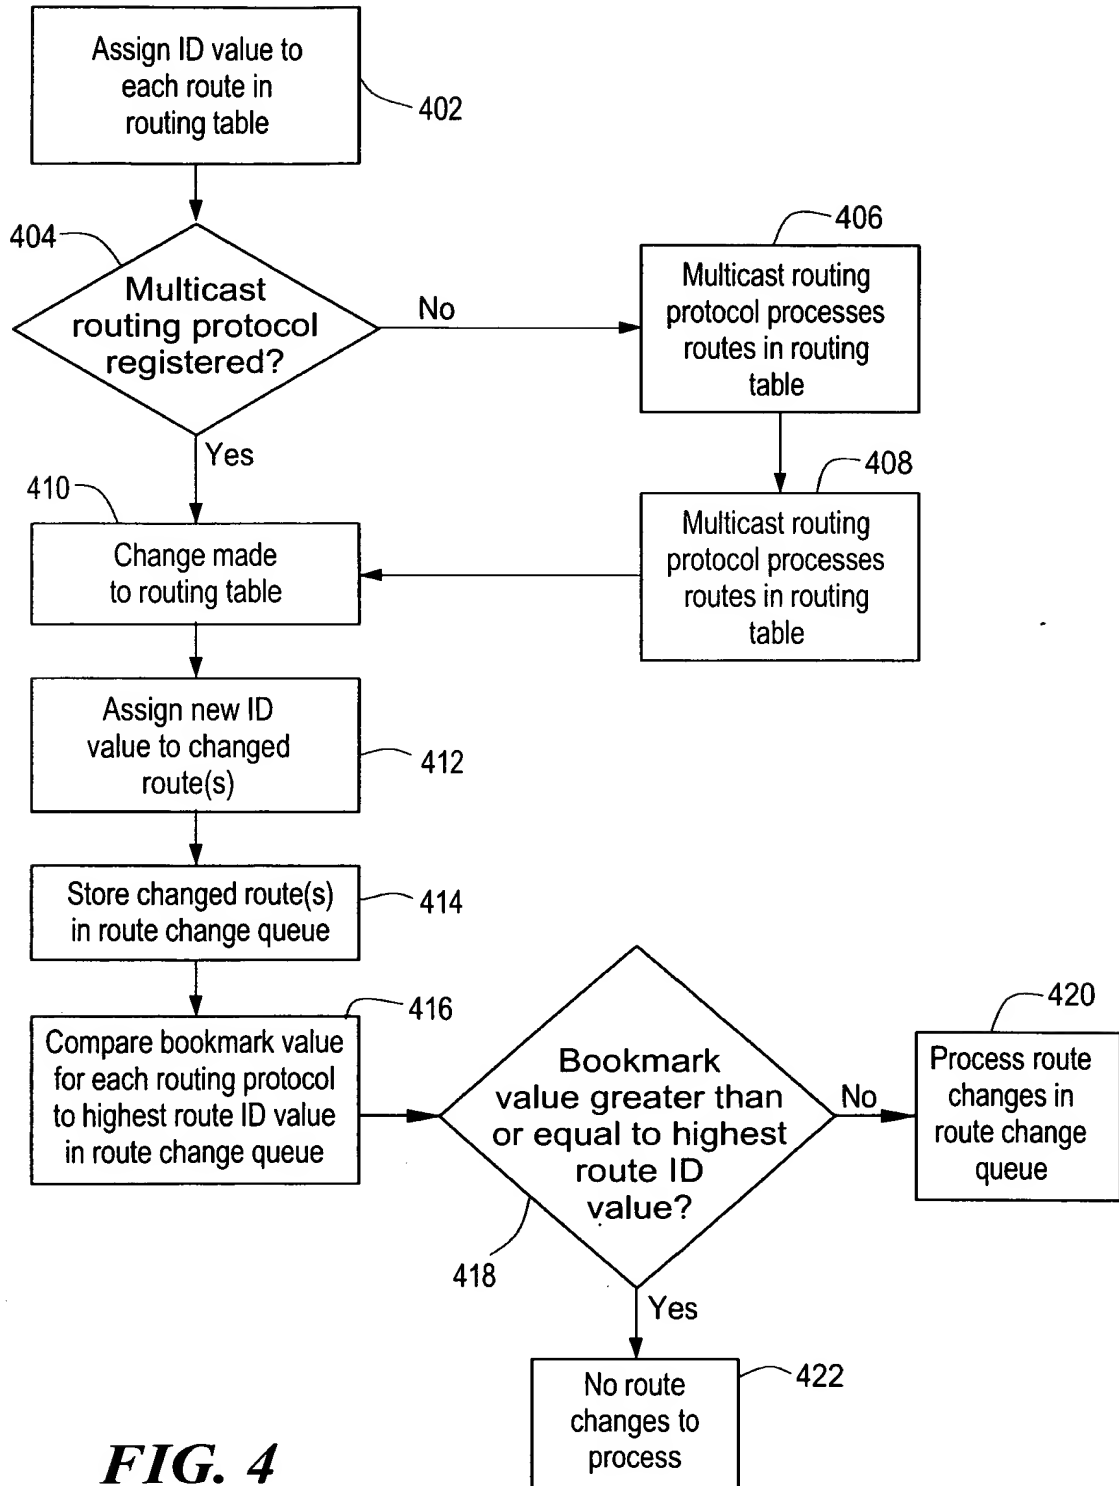 Assign ID value to
each route in
routing table
402
404
Multicast
routing protocol
registered?
No
406
Multicast routing
protocol processes
routes in routing
table
Yes
408
Multicast routing
protocol processes
routes in routing
table
410
Change made
to routing table
Assign new ID
value to changed
route(s)
412
Store changed route(s)
in route change queue
414
416
Compare bookmark value
for each routing protocol
to highest route ID value
in route change queue
Bookmark
value greater than
or equal to highest
route ID
value?
418
No
420
Process route
changes in
route change
queue
Yes
422
No route
changes to
process
FIG. 4